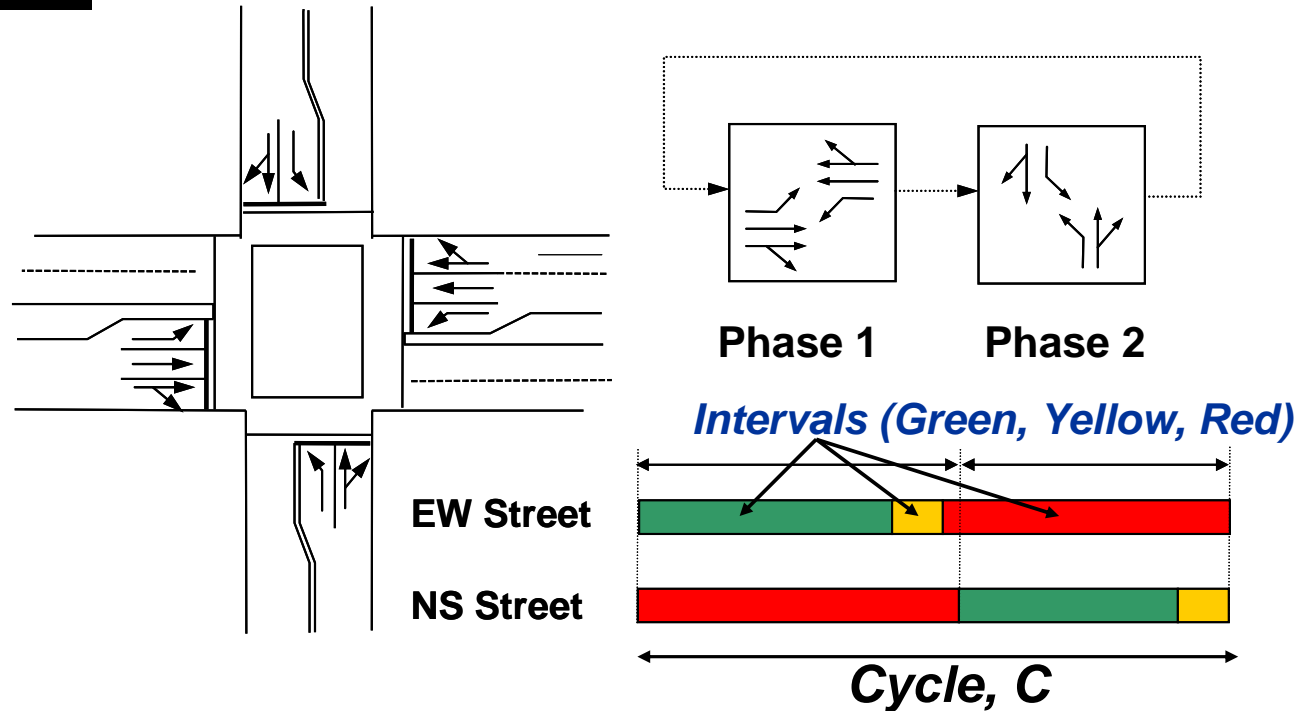 Phase 1
Phase 2
Intervals (Green, Yellow, Red)
EW Street
NS Street
Cycle, C